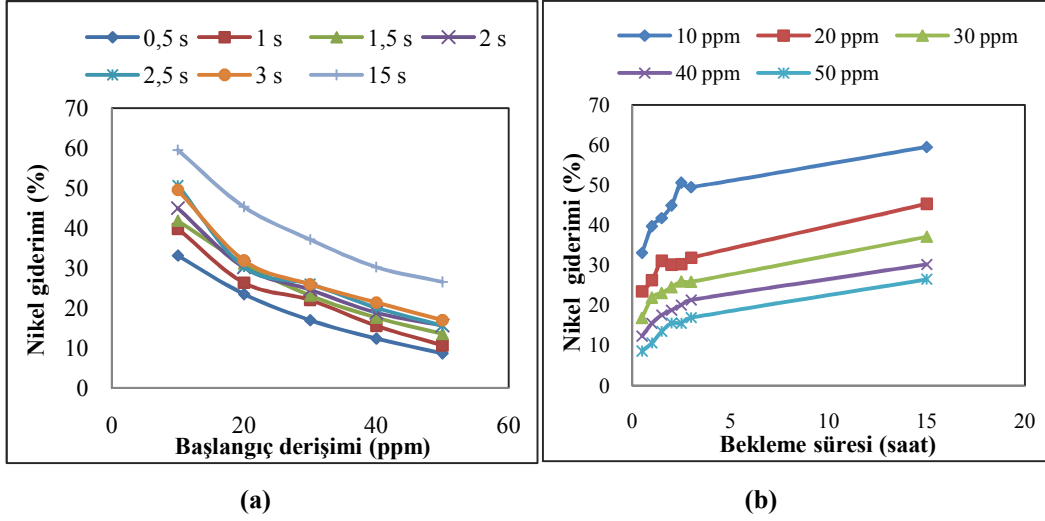 0,5 s 1 s 1,5 s 2 s
2,5 s 3 s 15 s
70
60
50
40
30
20
10
0
0 20 40 60
Nikel giderimi (%)
Başlangıç derişimi (ppm)
(a)
10 ppm 20 ppm 30 ppm
40 ppm 50 ppm
70
60
50
40
30
20
10
0
0 5 10 15 20
Nikel giderimi (%)
Bekleme süresi (saat)
(b)